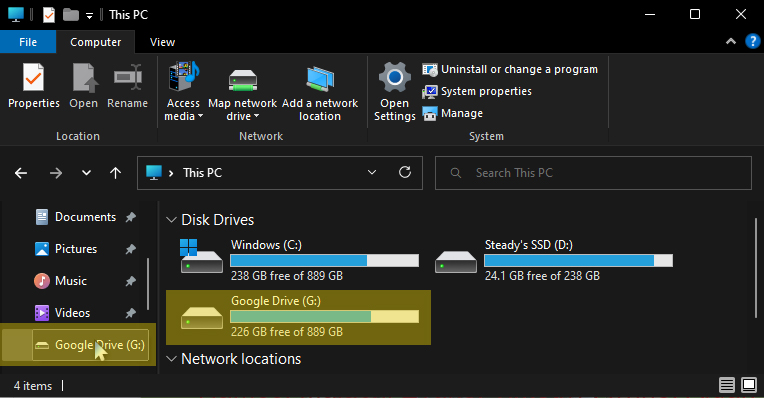 This PC
File
Computer
View
Properties
Open
Rename
Access
media
Map network
drive
Add a network
location
Open
Settings
Uninstall or change a program
System properties
Manage
Location
Network
System
This PC
Search This PC
Documents
Pictures
Music
Videos
Google Drive (G:)
Disk Drives
Windows (C:)
238 GB free of 889 GB
Steady's SSD (D:)
24.1 GB free of 238 GB
Google Drive (G:)
226 GB free of 889 GB
Network locations
4 items